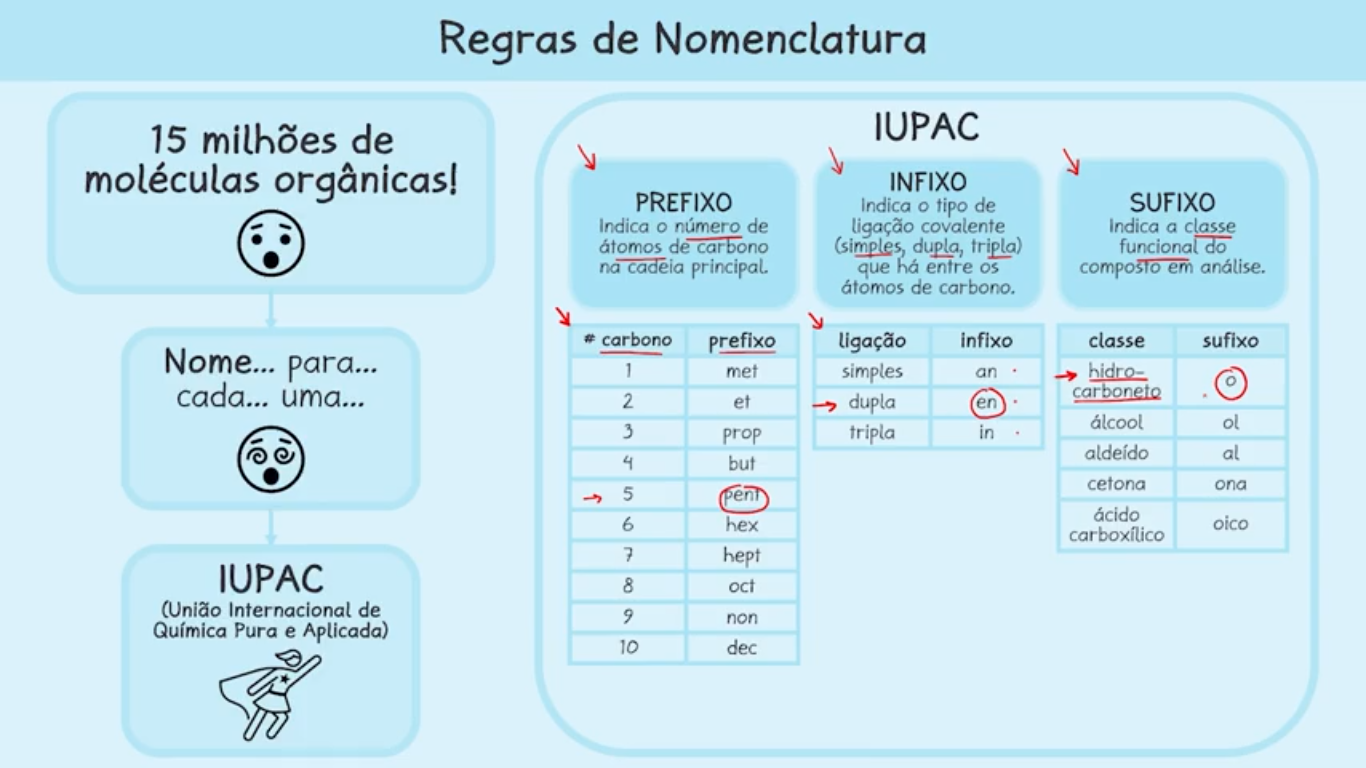 Regras de Nomenclatura
15 milhões de
moléculas orgânicas!
Nome... para...
cada... uma...
IUPAC
(União Internacional de
Química Pura e Aplicada)
IUPAC
PREFIXO
Indica o número de
átomos de carbono
na cadeia principal.
INFIXO
Indica o tipo de
ligação covalente
(simples, dupla, tripla)
que há entre os
átomos de carbono.
SUFIXO
Indica a classe
funcional do
composto em análise.
# carbono prefixo
1 met
2 et
3 prop
4 but
5 pent
6 hex
7 hept
8 oct
9 non
10 dec
ligação infixo
simples an
dupla en
tripla in
classe sufixo
hidro-
carboneto o
álcool ol
aldeído al
cetona ona
ácido
carboxílico oico